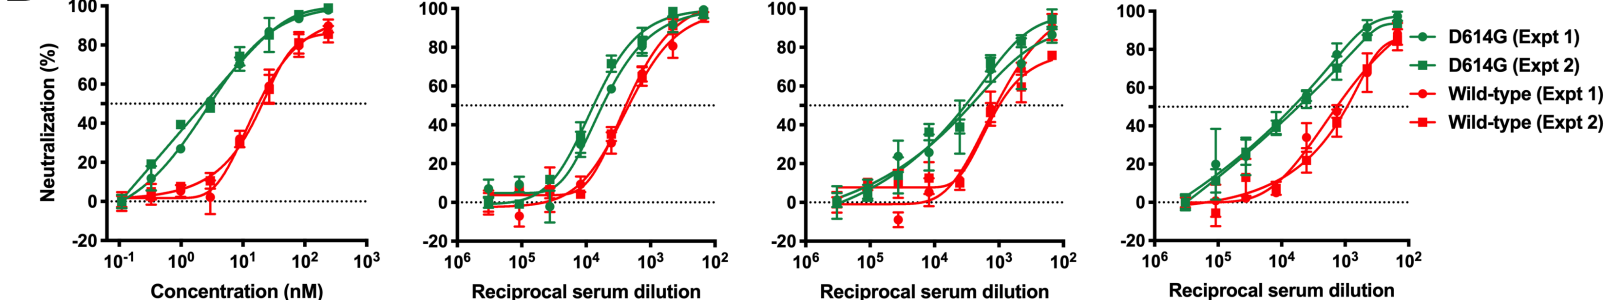 Neutralization (%)
100
80
60
40
20
0
-20
10-1 100 101 102 103
Concentration (nM)
100
80
60
40
20
0
-20
106 105 104 103 102
Reciprocal serum dilution
100
80
60
40
20
0
-20
106 105 104 103 102
Reciprocal serum dilution
100
80
60
40
20
0
-20
106 105 104 103 102
Reciprocal serum dilution
D614G (Expt 1)
D614G (Expt 2)
Wild-type (Expt 1)
Wild-type (Expt 2)